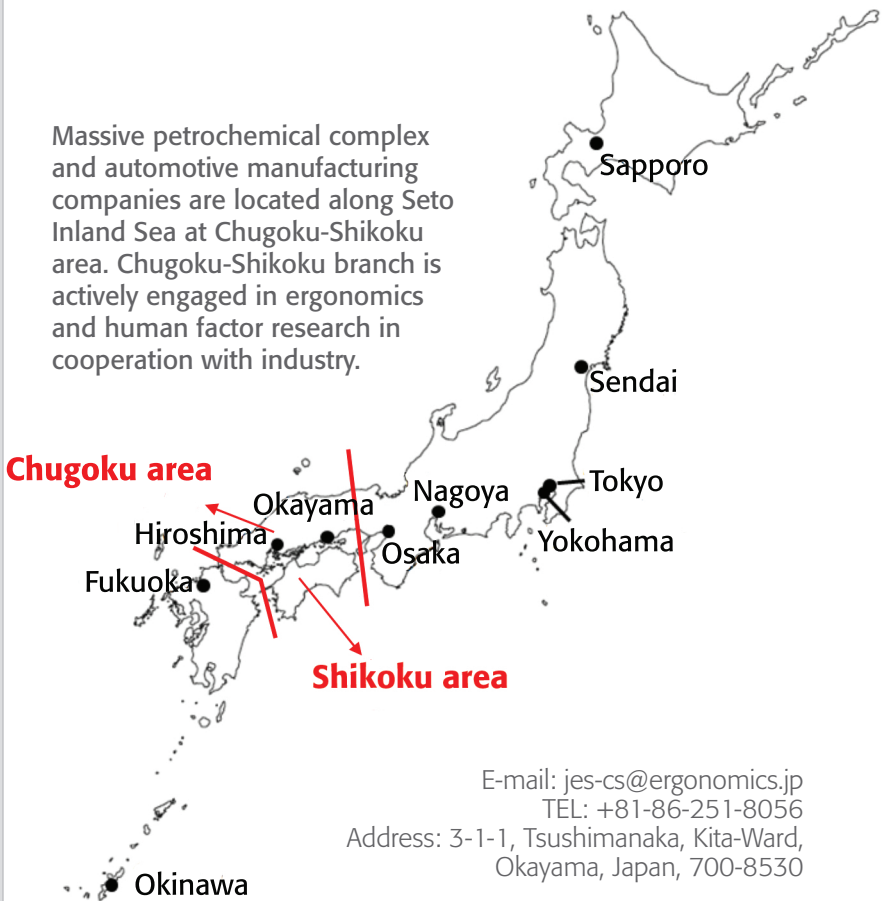 Massive petrochemical complex
and automotive manufacturing
companies are located along Seto
Inland Sea at Chugoku-Shikoku
area. Chugoku-Shikoku branch is
actively engaged in ergonomics
and human factor research in
cooperation with industry.
Sapporo
Sendai
Chugoku area
Okayama
Nagoya
Tokyo
Hiroshima
Osaka
Yokohama
Fukuoka
Shikoku area
E-mail: jes-cs@ergonomics.jp
TEL: +81-86-251-8056
Address: 3-1-1, Tsushimanaka, Kita-Ward,
Okayama, Japan, 700-8530
Okinawa